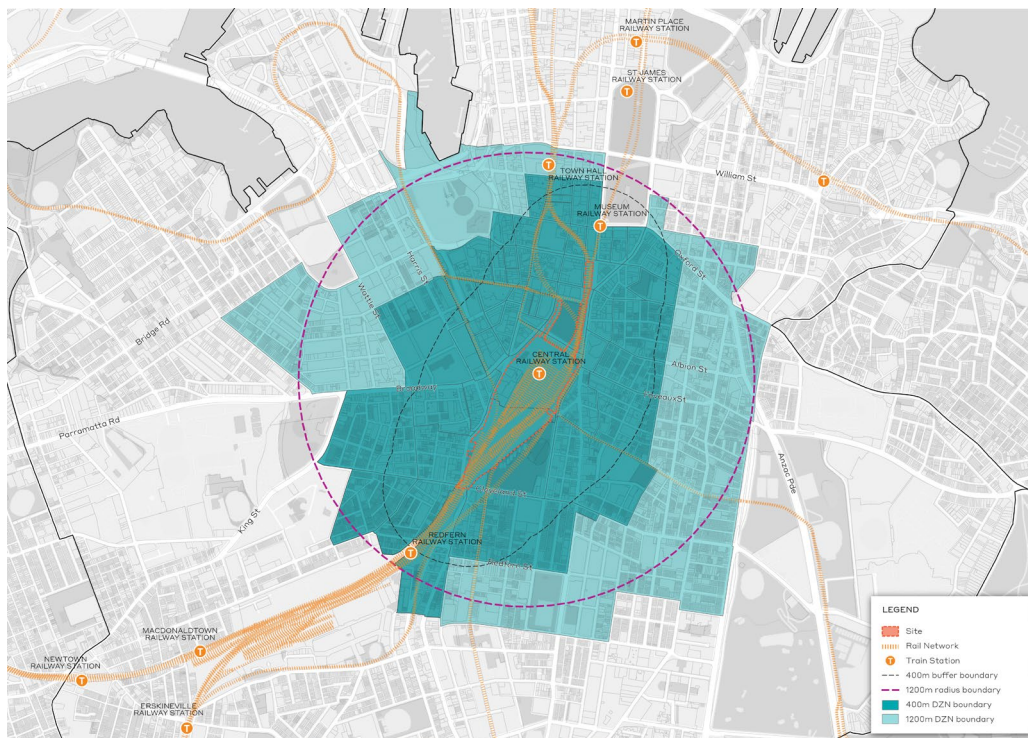 MARTIN PLACE
RAILWAY STATION
ST JAMES
RAILWAY STATION
TOWN HALL
RAILWAY STATION
William St
MUSEUM
RAILWAY STATION
Oxford St
Harris St
Wattle St
Bridge Rd
CENTRAL
RAILWAY STATION
Albion St
Broadway
Parramatta Rd
Anzac Pde
King St
REDFERN
RAILWAY STATION
Redfern St
MACDONALDTOWN
RAILWAY STATION
NEWTOWN
RAILWAY STATION
ERSKINEVILLE
RAILWAY STATION
LEGEND
Site
Rail Network
T Train Station
400m buffer boundary
1200m radius boundary
400m DZN boundary
1200m DZN boundary